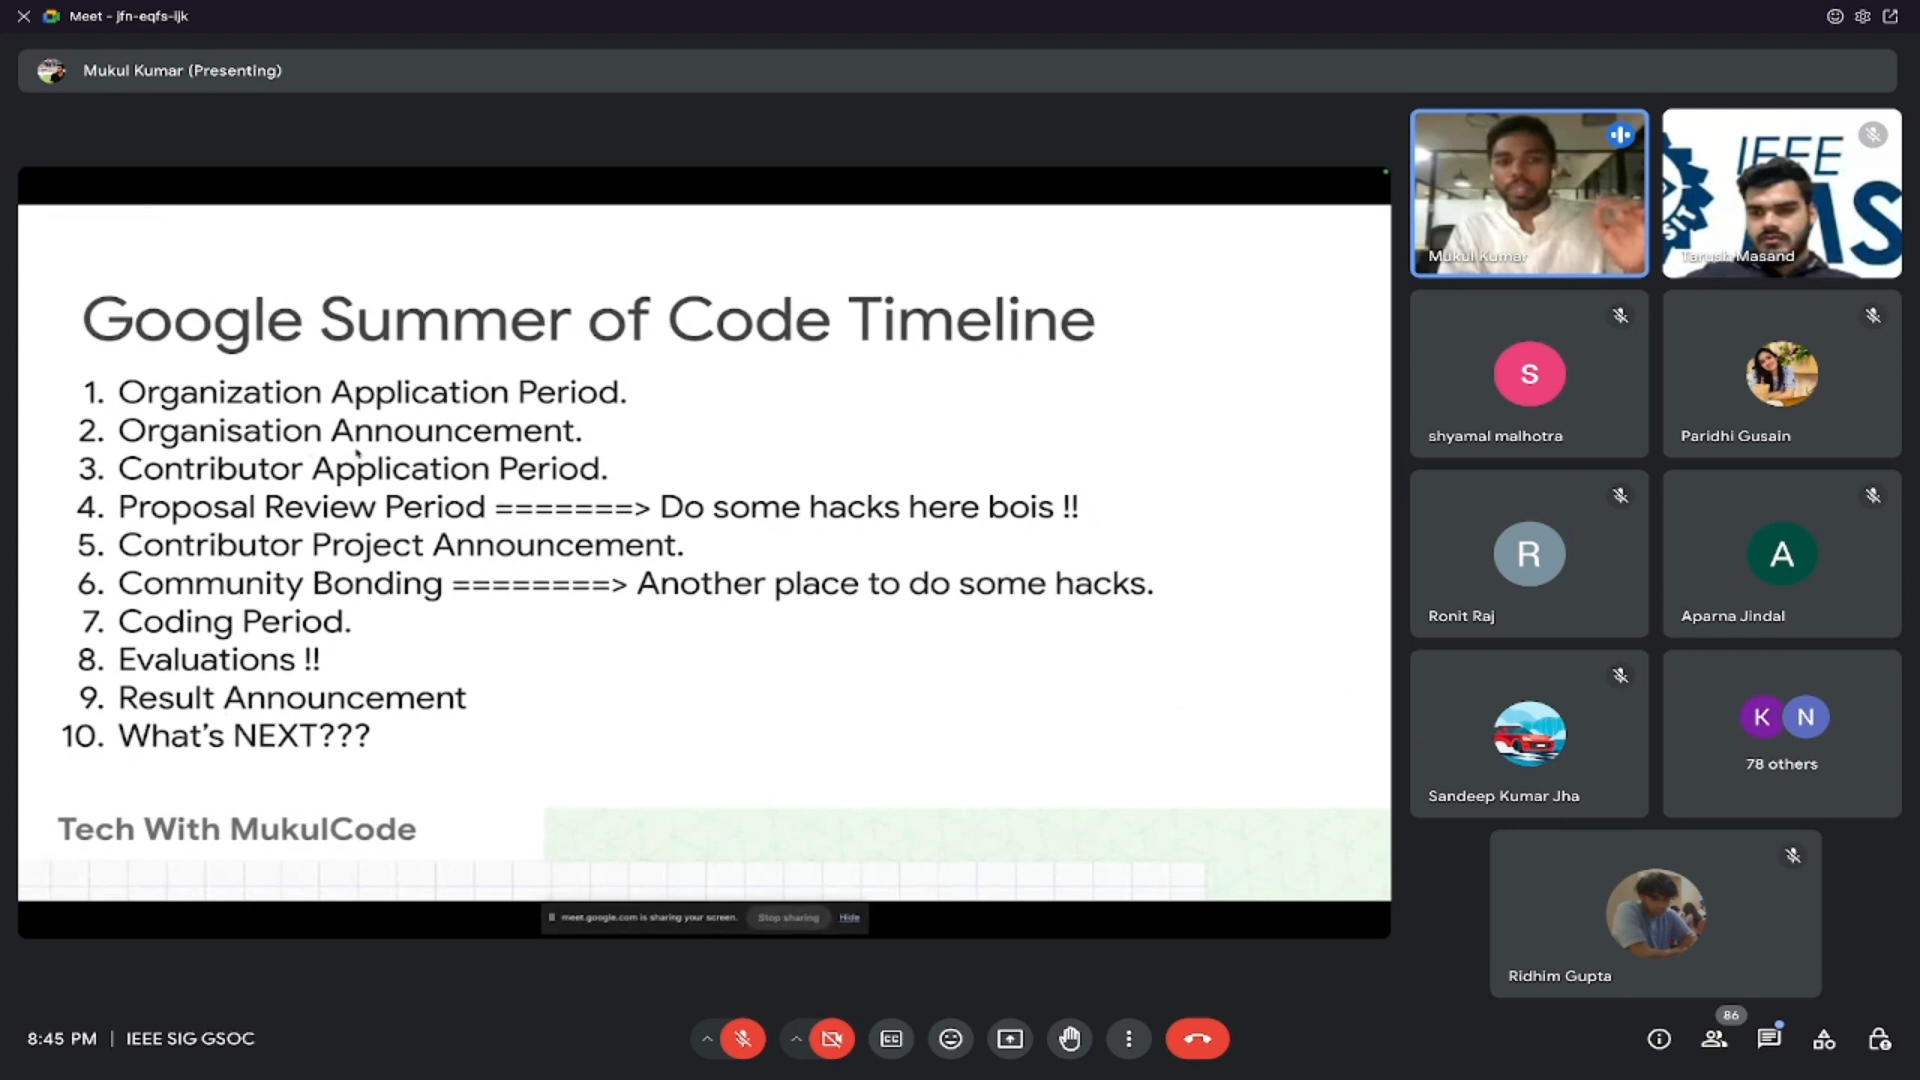 Meet - jfn-eqfs-ijk
Mukul Kumar (Presenting)
Google Summer of Code Timeline
1. Organization Application Period.
2. Organisation Announcement.
3. Contributor Application Period.
4. Proposal Review Period =======> Do some hacks here bois !!
5. Contributor Project Announcement.
6. Community Bonding ========> Another place to do some hacks.
7. Coding Period.
8. Evaluations !!
9. Result Announcement
10. What's NEXT???
Tech With MukulCode
meet.google.com is sharing your screen. Stop sharing Hide
Mukul Kumar
IEEE
Tarush Masand
S
shyamal malhotra
Paridhi Gusain
R
Ronit Raj
A
Aparna Jindal
Sandeep Kumar Jha
K N
78 others
Ridhim Gupta
8:45 PM | IEEE SIG GSOC
CC
86